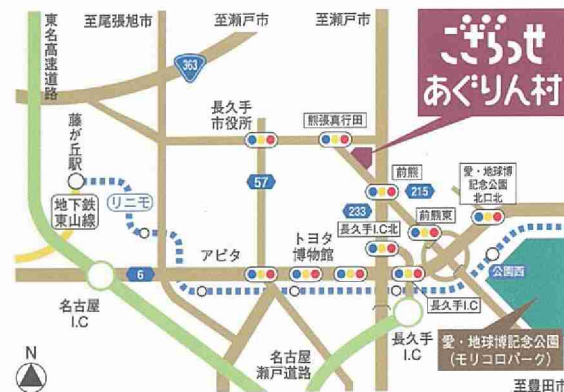 至尾張旭市
至瀬戸市
至瀬戸市
東名高速道路
363
ござらっせ
あぐりん村
長久手
市役所
熊張真行田
藤が丘駅
地下鉄
東山線
リニモ
57
前熊
215
愛・地球博
記念公園
北口北
233
長久手I.C北
前熊東
アピタ
トヨタ
博物館
公園西
6
名古屋
I.C
長久手I.C
長久手
I.C
名古屋
瀬戸道路
愛・地球博記念公園
(モリコロパーク)
N
至豊田市